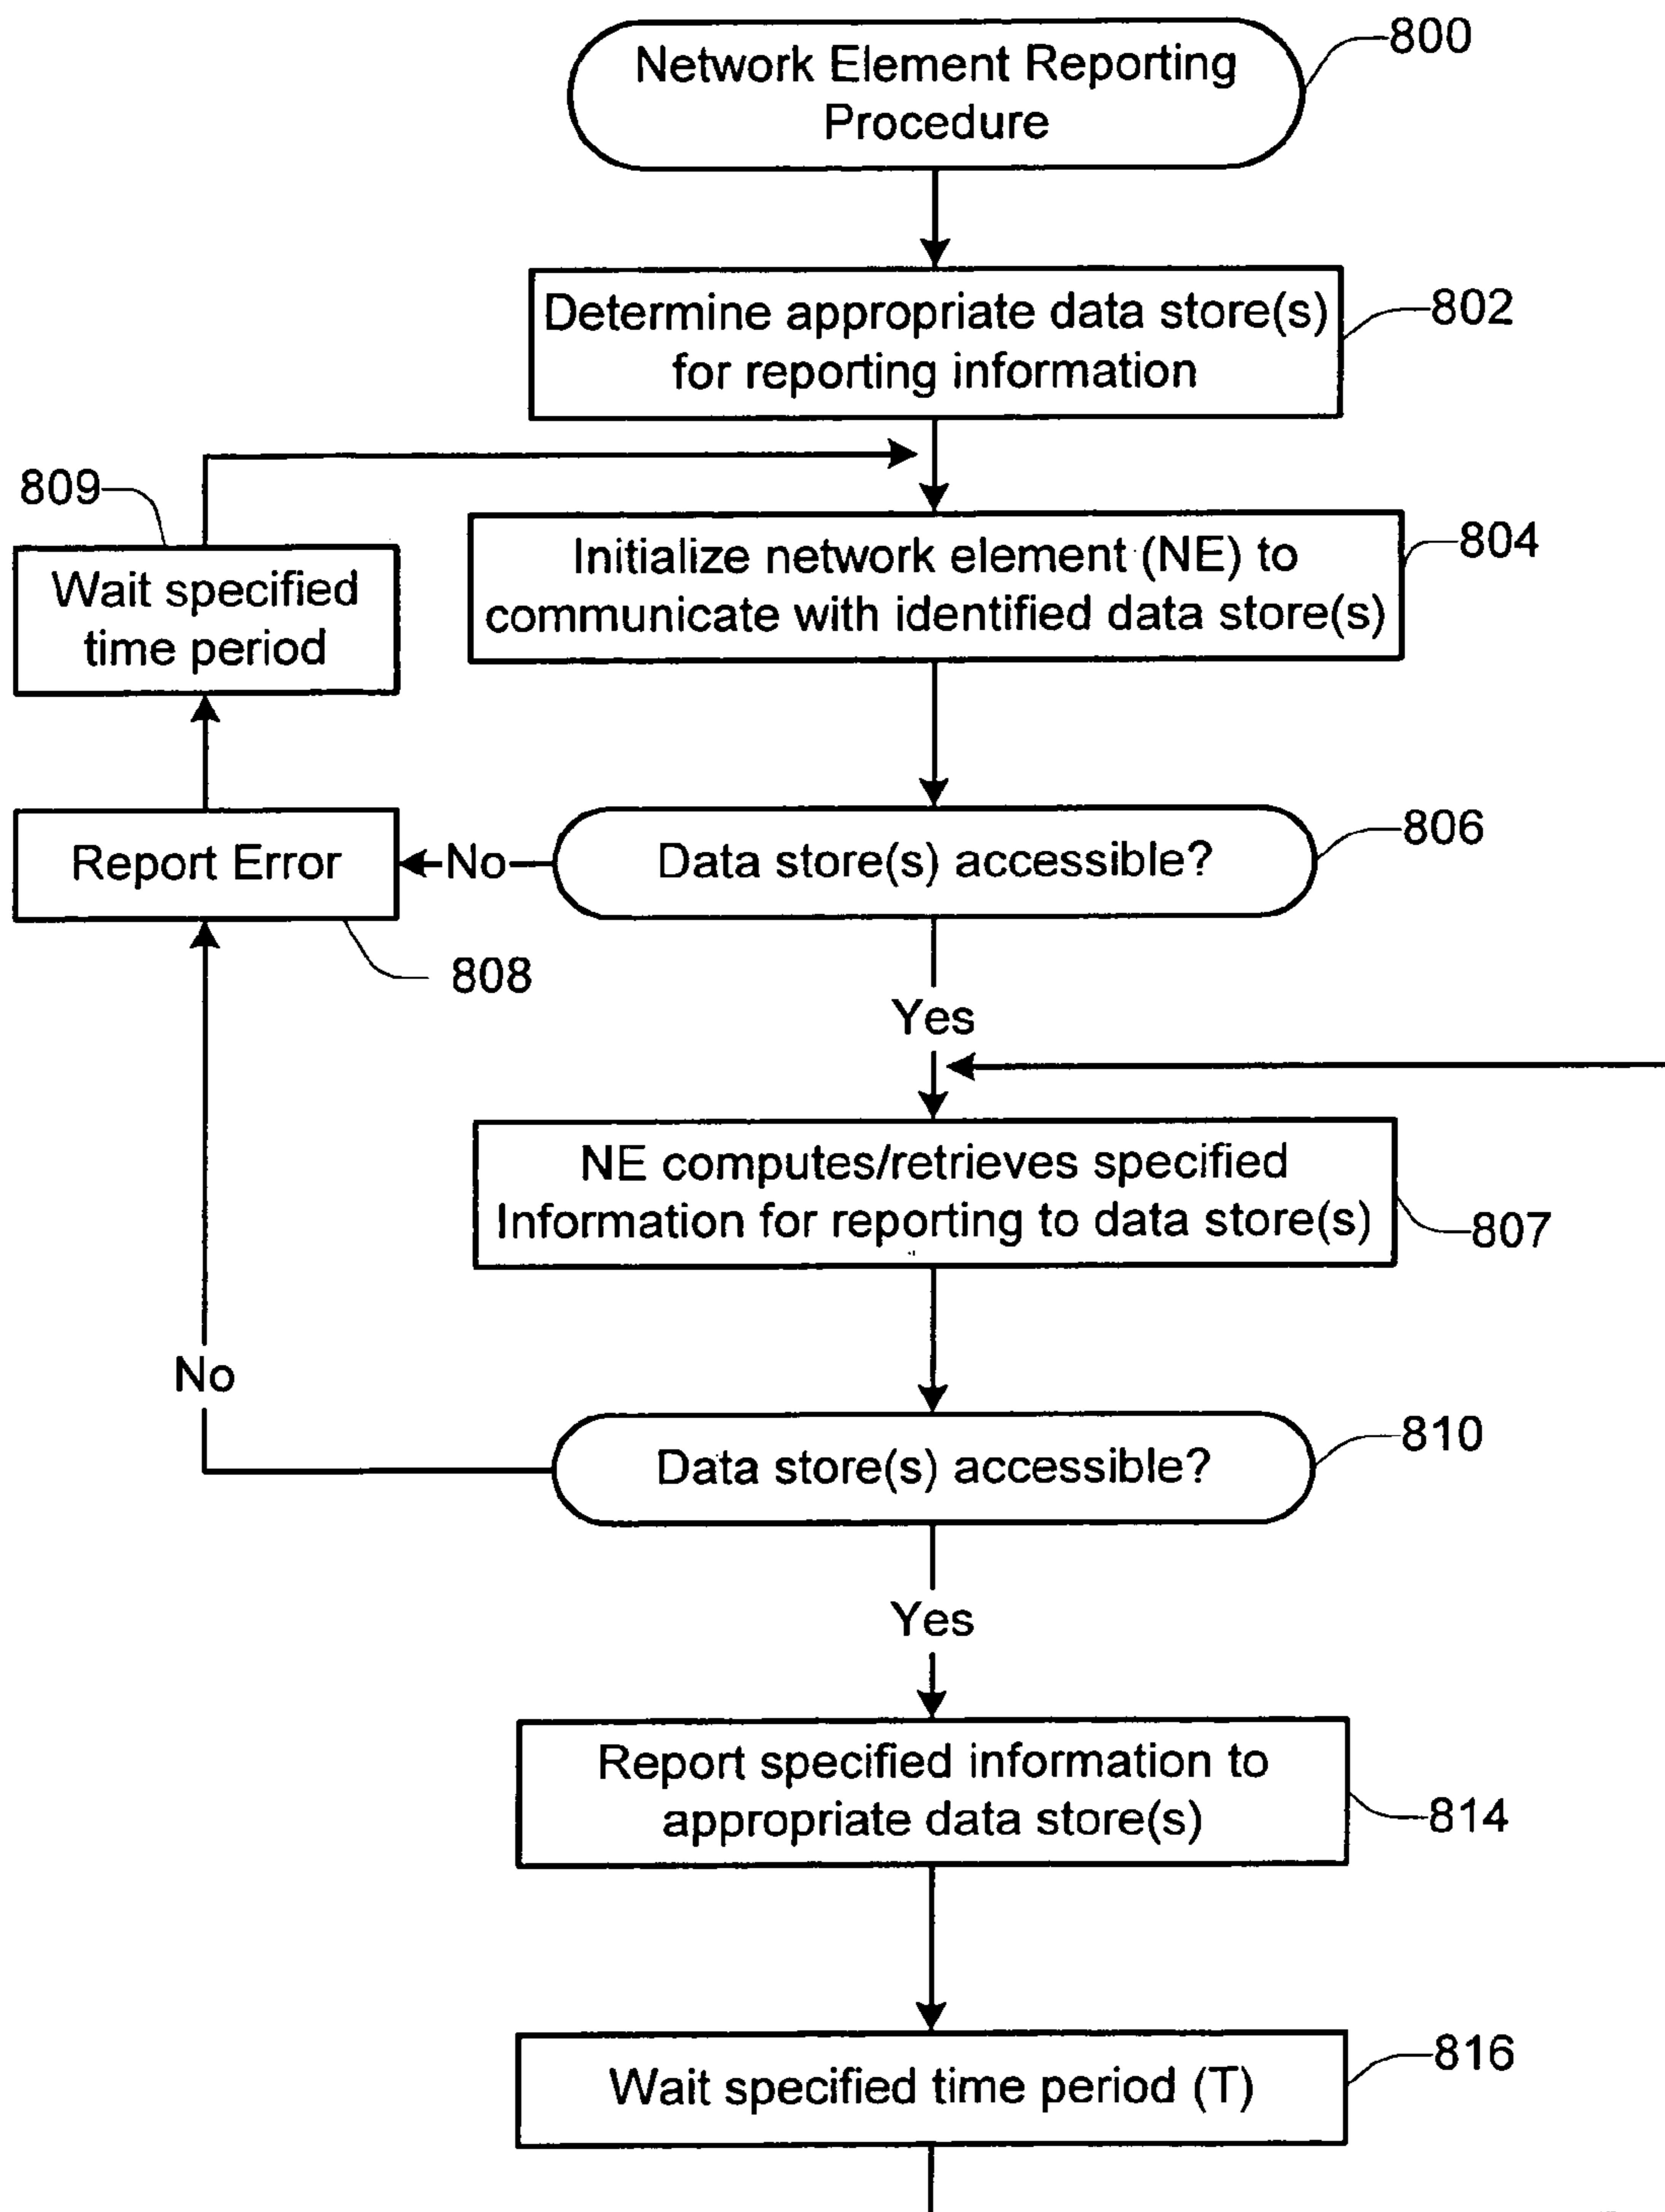 Network Element Reporting
Procedure
800
Determine appropriate data store(s)
for reporting information
802
809
Wait specified
time period
Initialize network element (NE) to
communicate with identified data store(s)
804
Report Error
No
Data store(s) accessible?
806
808
Yes
NE computes/retrieves specified
Information for reporting to data store(s)
807
No
Data store(s) accessible?
810
Yes
Report specified information to
appropriate data store(s)
814
Wait specified time period (T)
816